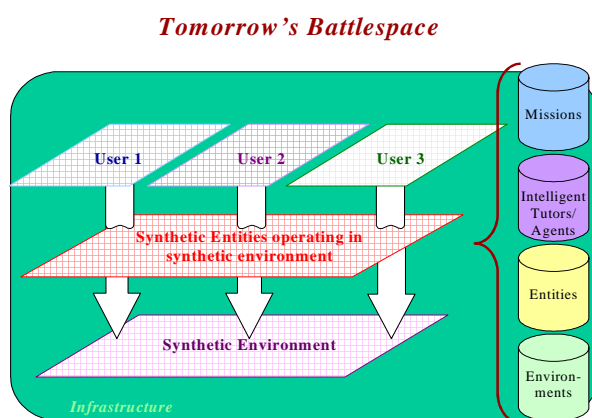 Tomorrow's Battlespace
Missions
User 1
User 2
User 3
Intelligent
Tutors/
Agents
Synthetic Entities operating in
synthetic environment
Entities
Synthetic Environment
Environ-
ments
Infrastructure